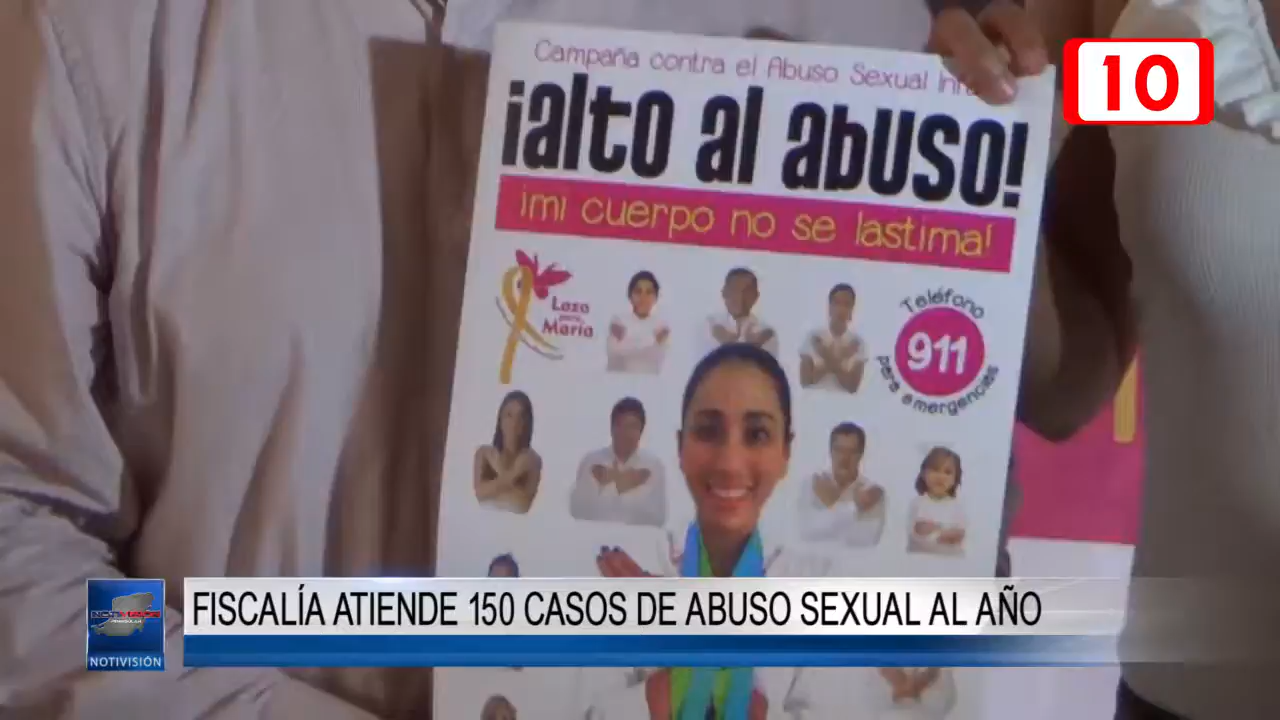 Campaña contra el Abuso Sexual
¡alto al abuso!
¡mi cuerpo no se lastima!
Lazo
para
María
Teléfono
911
para emergencias
10
FISCALÍA ATIENDE 150 CASOS DE ABUSO SEXUAL AL AÑO
NOTIVISIÓN